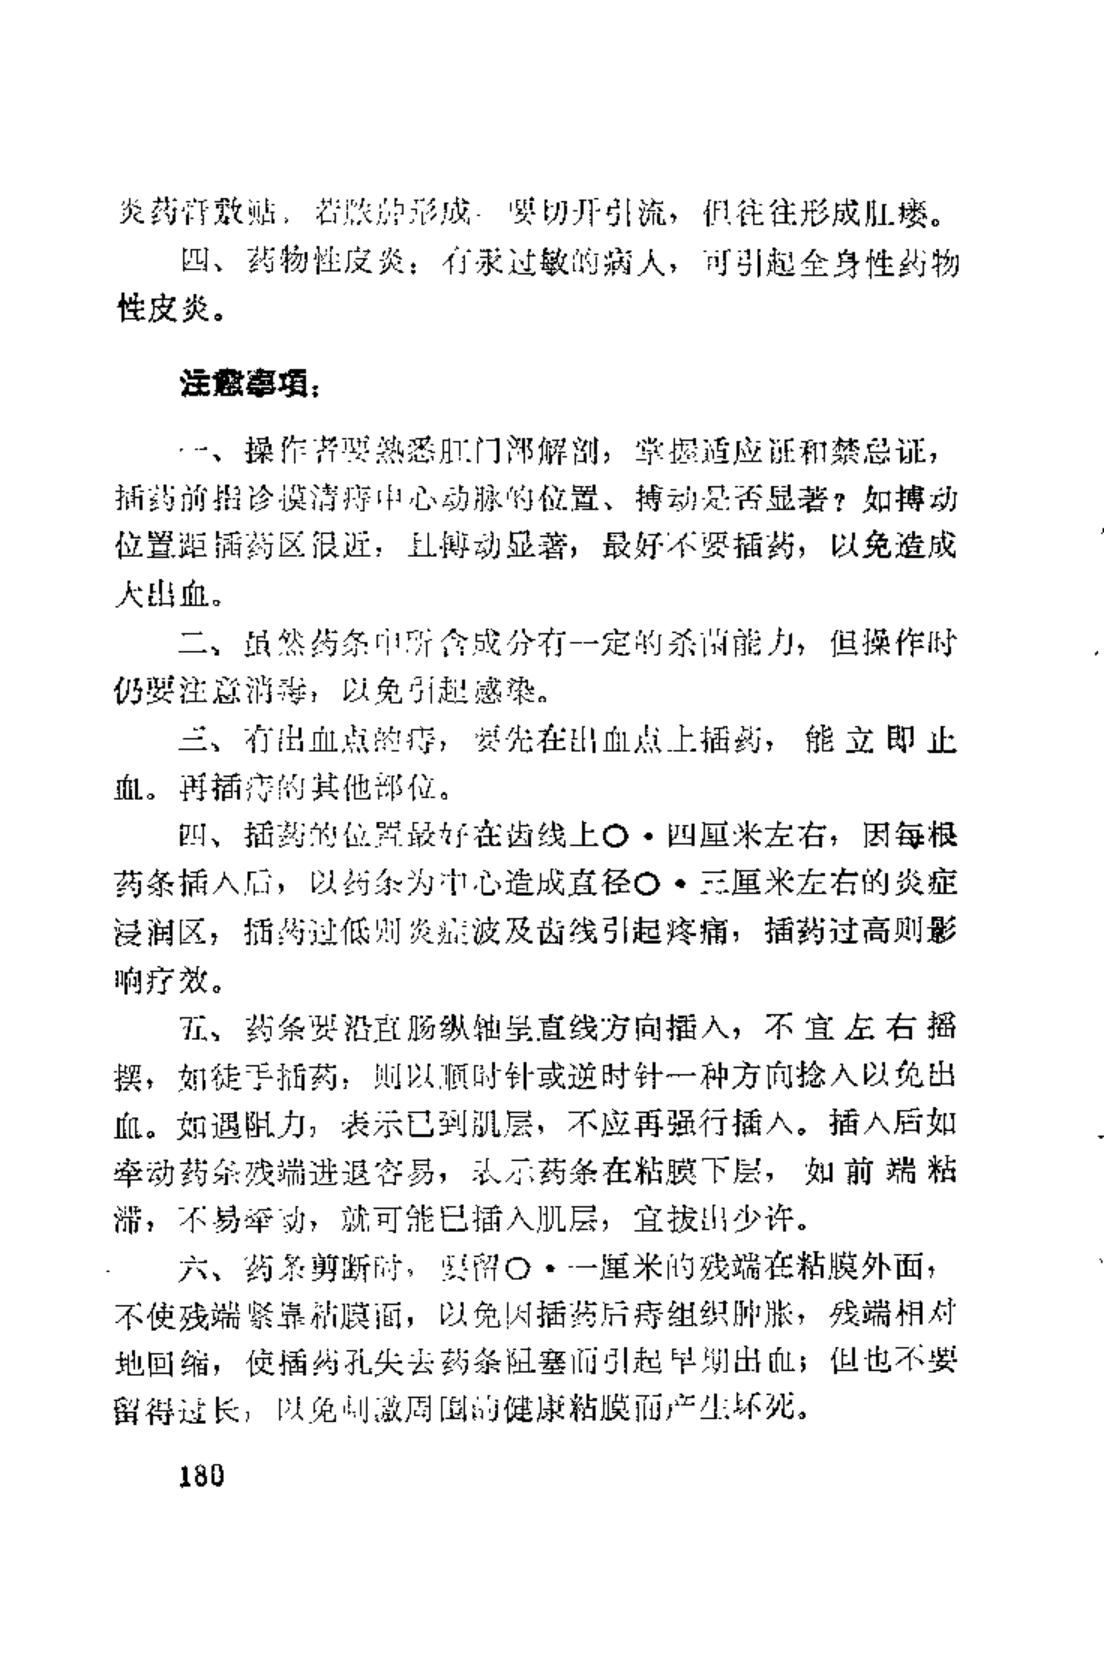 炎药膏敷贴，若脓肿形成，要切开引流，但往往形成肛瘘。
四、药物性皮炎：有汞过敏的病人，可引起全身性药物
性皮炎。
注意事項：
一、操作者要熟悉肛门部解剖，掌握适应证和禁忌证，
插药前指诊摸清痔中心动脉的位置、搏动是否显著？如搏动
位置距插药区很近，且搏动显著，最好不要插药，以免造成
大出血。
二、虽然药条中所含成分有一定的杀菌能力，但操作时
仍要注意消毒，以免引起感染。
三、有出血点的痔，要先在出血点上插药，能立即止
血。再插痔的其他部位。
四、插药的位置最好在齿线上〇·四厘米左右，因每根
药条插入后，以药条为中心造成直径〇·三厘米左右的炎症
浸润区，插药过低则炎症波及齿线引起疼痛，插药过高则影
响疗效。
五、药条要沿直肠纵轴呈直线方向插入，不宜左右摇
摆，如徒手插药，则以顺时针或逆时针一种方向捻入以免出
血。如遇阻力，表示已到肌层，不应再强行插入。插入后如
牵动药条残端进退容易，表示药条在粘膜下层，如前端粘
滞，不易牵动，就可能已插入肌层，宜拔出少许。
六、药条剪断时，要留〇·一厘米的残端在粘膜外面，
不使残端紧靠粘膜面，以免因插药后痔组织肿胀，残端相对
地回缩，使插药孔失去药条阻塞而引起早期出血；但也不要
留得过长，以免刺激周围的健康粘膜而产生坏死。
180